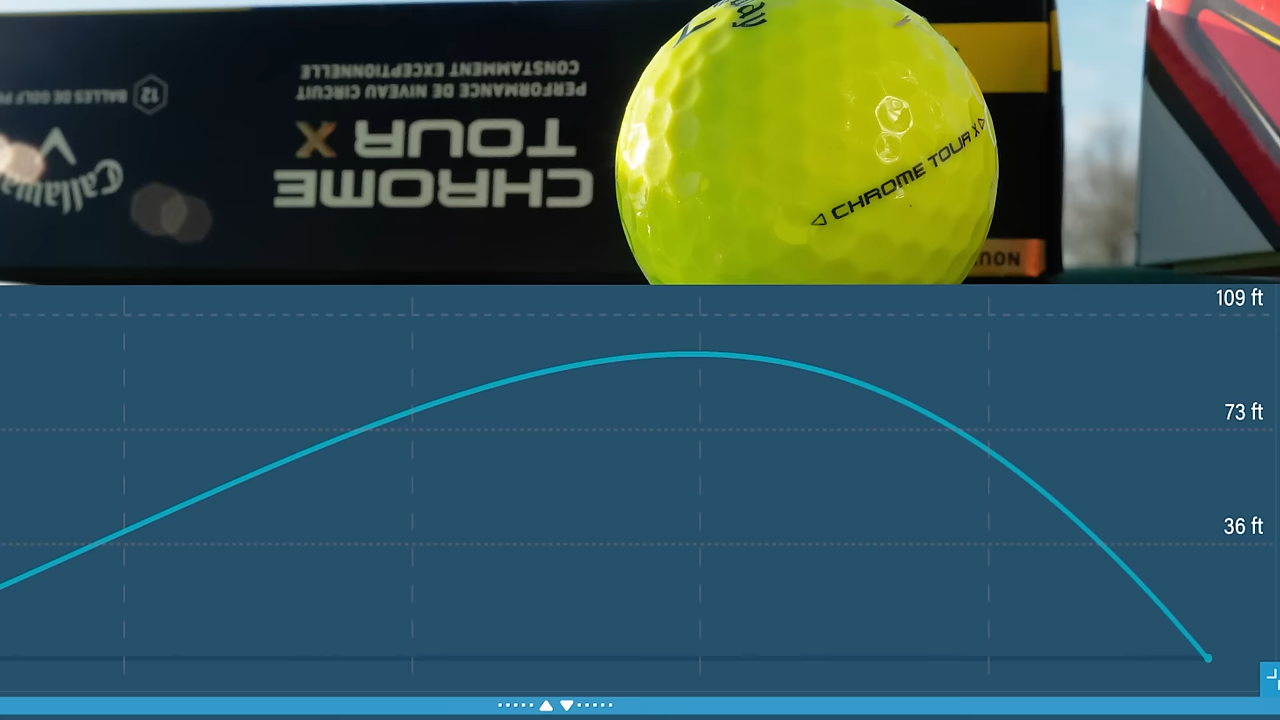 CHROME
TOUR X
PERFORMANCE DE NIVEAU CIRCUIT
CONSTAMMENT EXCEPTIONNELLE
Callaway
12 BALLES DE GOLF
CHROME TOUR X
109 ft
73 ft
36 ft